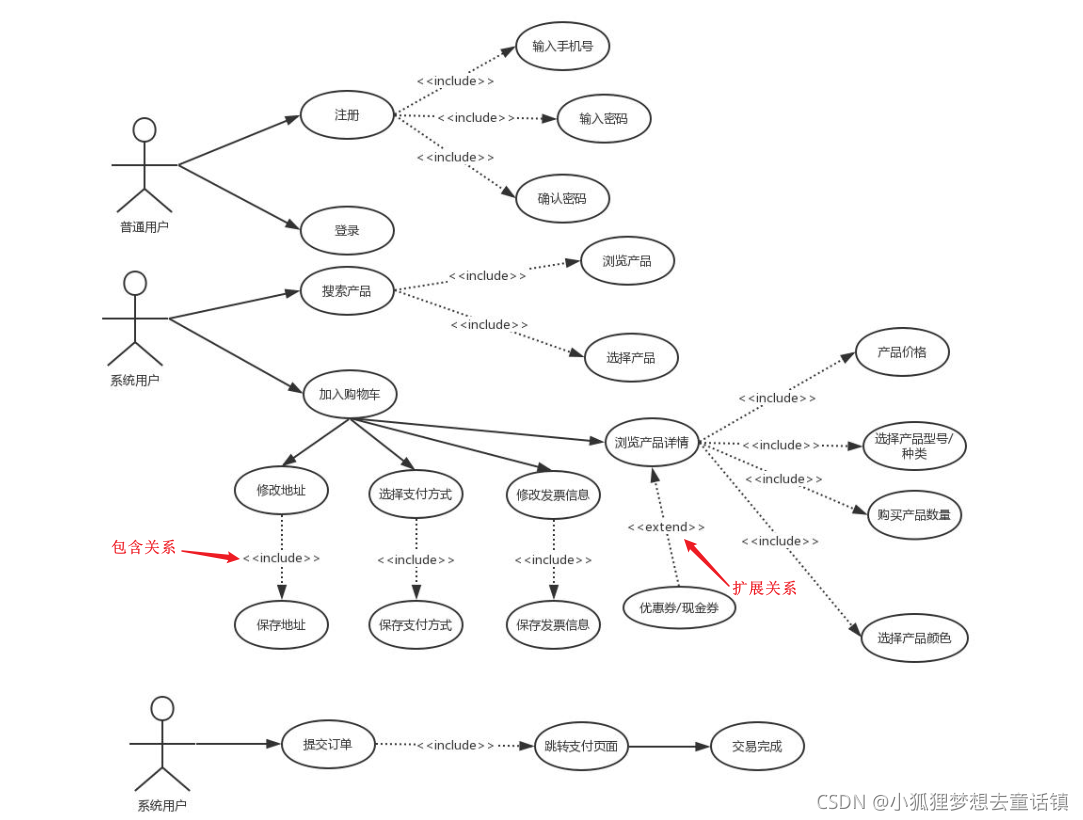 输入手机号
<<include>>
注册
<<include>>
输入密码
<<include>>
确认密码
普通用户
登录
浏览产品
<<include>>
搜索产品
<<include>>
选择产品
产品价格
系统用户
加入购物车
<<include>>
浏览产品详情
<<include>>
选择产品型号/
种类
<<include>>
修改地址
选择支付方式
修改发票信息
购买产品数量
<<extend>>
<<include>>
包含关系
<<include>>
<<include>>
<<include>>
扩展关系
优惠券/现金券
保存地址
保存支付方式
保存发票信息
选择产品颜色
提交订单
<<include>>
跳转支付页面
交易完成
系统用户
CSDN @小狐狸梦想去童话镇